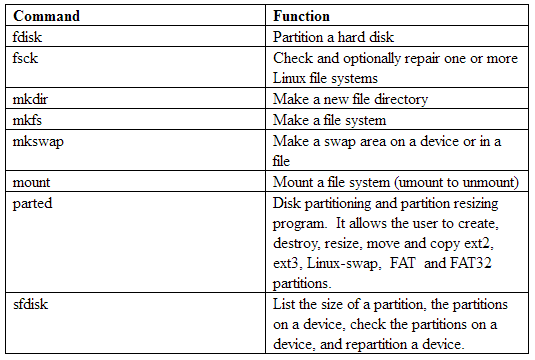 Command Function
fdisk Partition a hard disk
fsck Check and optionally repair one or more
Linux file systems
mkdir Make a new file directory
mkfs Make a file system
mkswap Make a swap area on a device or in a
file
mount Mount a file system (umount to unmount)
parted Disk partitioning and partition resizing
program. It allows the user to create,
destroy, resize, move and copy ext2,
ext3, Linux-swap, FAT and FAT32
partitions.
sfdisk List the size of a partition, the partitions
on a device, check the partitions on a
device, and repartition a device.